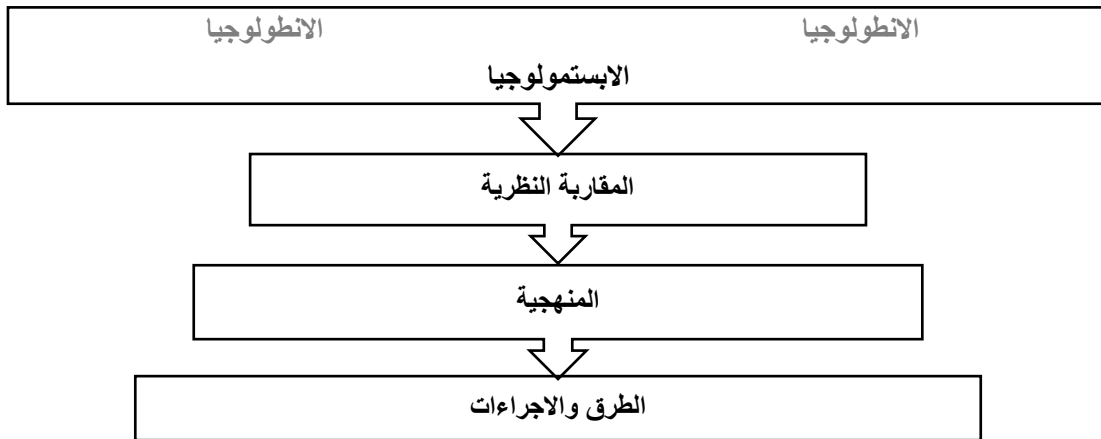 الانطولوجيا الانطولوجيا
الابستمولوجيا
المقاربة النظرية
المنهجية
الطرق والاجراءات